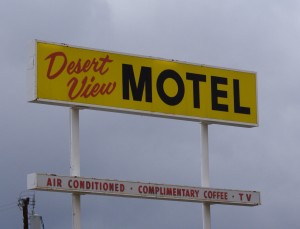 Desert
View MOTEL
AIR CONDITIONED · COMPLIMENTARY COFFEE · TV